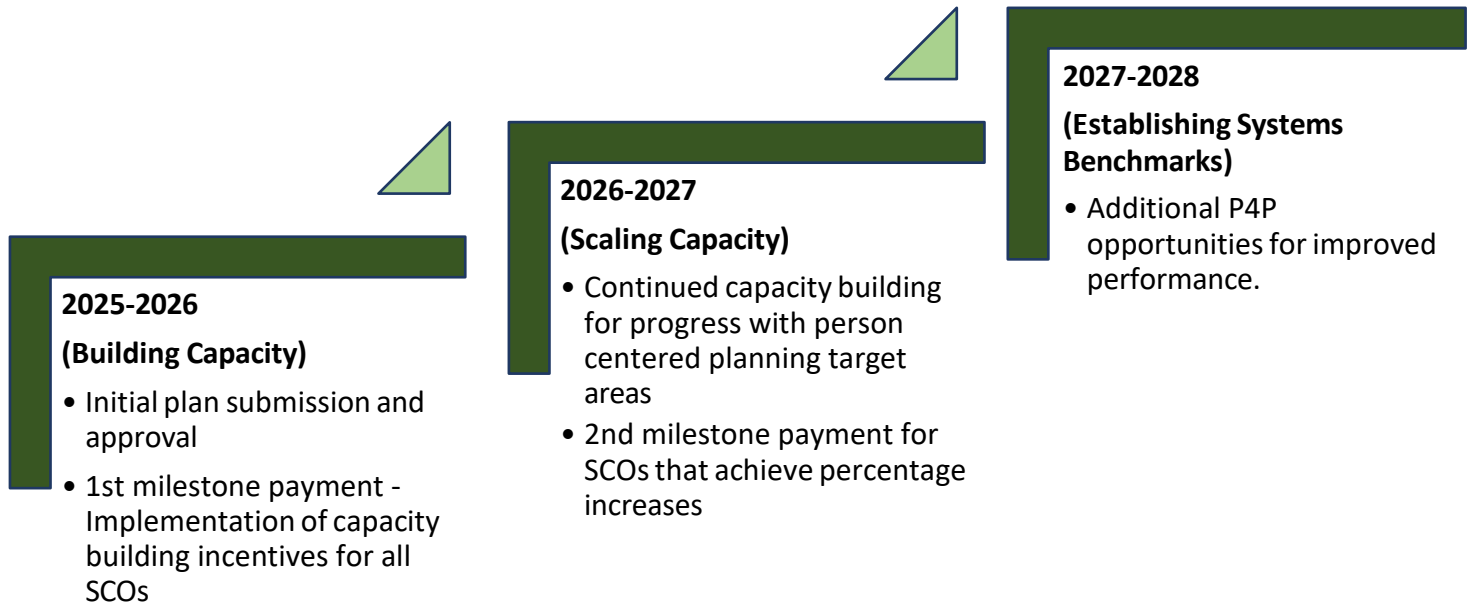 2025-2026
(Building Capacity)
• Initial plan submission and
approval
• 1st milestone payment -
Implementation of capacity
building incentives for all
SCOs
2026-2027
(Scaling Capacity)
• Continued capacity building
for progress with person
centered planning target
areas
• 2nd milestone payment for
SCOs that achieve percentage
increases
2027-2028
(Establishing Systems
Benchmarks)
• Additional P4P
opportunities for improved
performance.